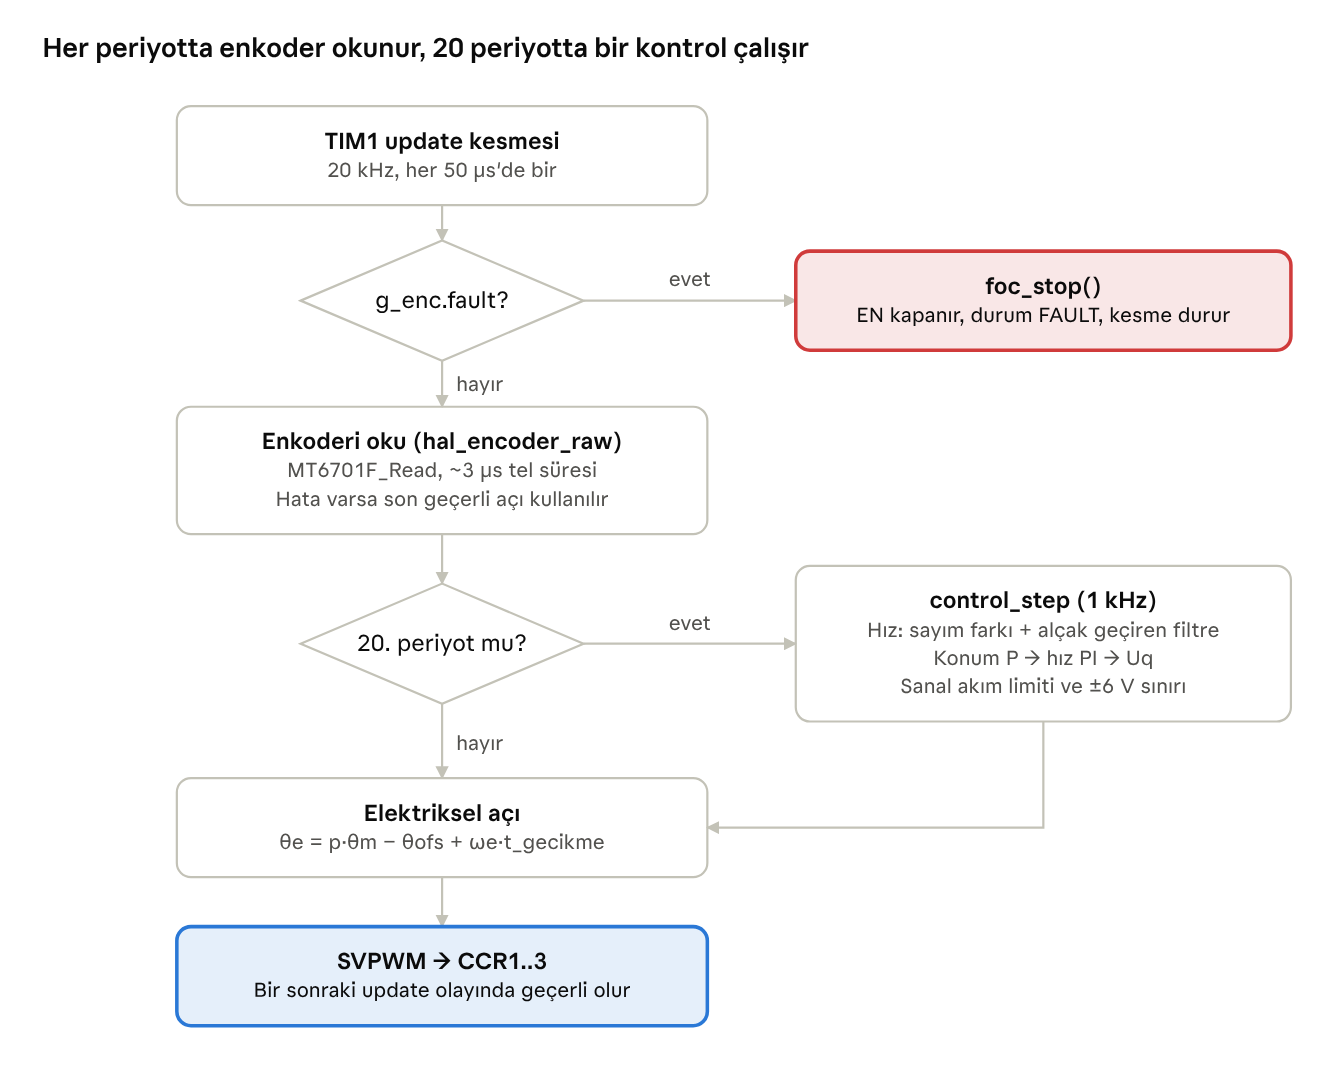 Her periyotta enkoder okunur, 20 periyotta bir kontrol çalışır
TIM1 update kesmesi
20 kHz, her 50 µs'de bir
g_enc.fault?
evet
foc_stop()
EN kapanır, durum FAULT, kesme durur
hayır
Enkoderi oku (hal_encoder_raw)
MT6701F_Read, ~3 µs tel süresi
Hata varsa son geçerli açı kullanılır
20. periyot mu?
evet
control_step (1 kHz)
Hız: sayım farkı + alçak geçiren filtre
Konum P → hız PI → Uq
Sanal akım limiti ve ±6 V sınırı
hayır
Elektriksel açı
θe = p·θm − θofs + ωe·t_gecikme
SVPWM → CCR1..3
Bir sonraki update olayında geçerli olur